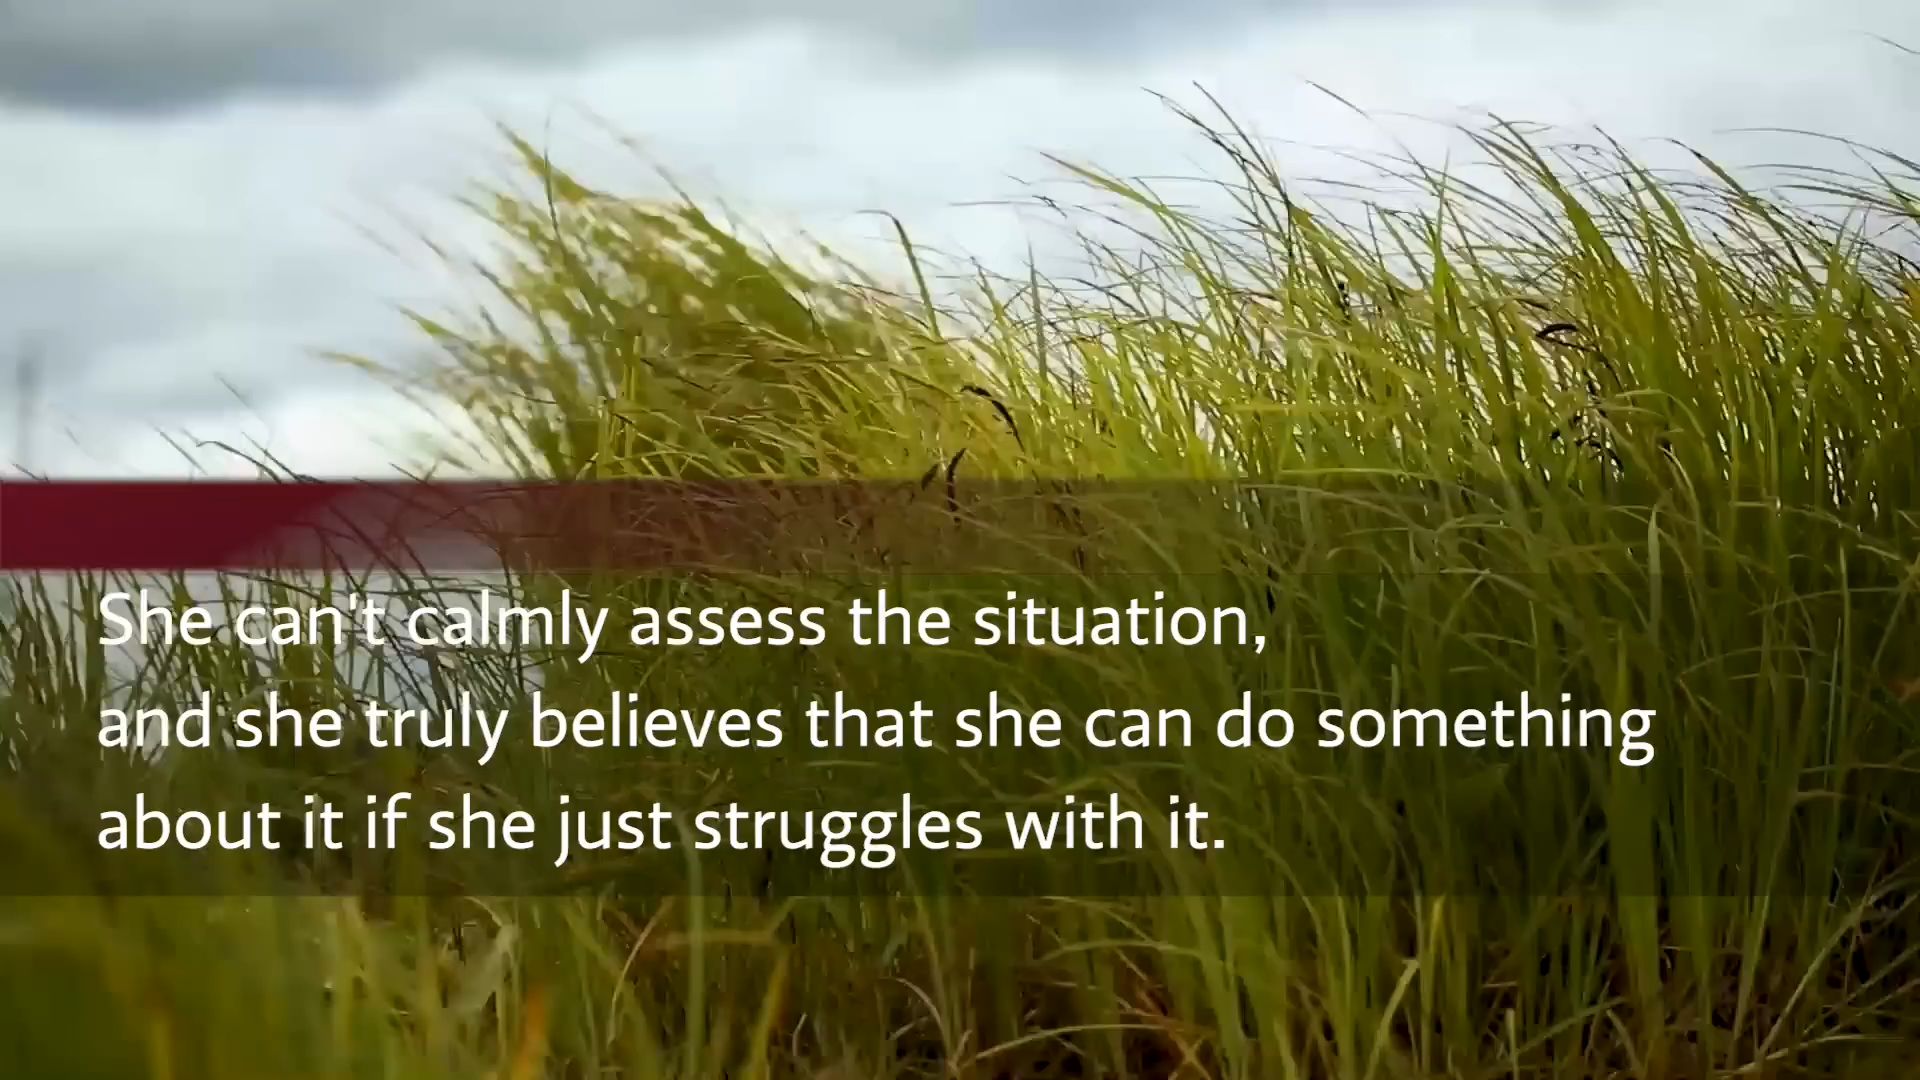 She can't calmly assess the situation,
and she truly believes that she can do something
about it if she just struggles with it.